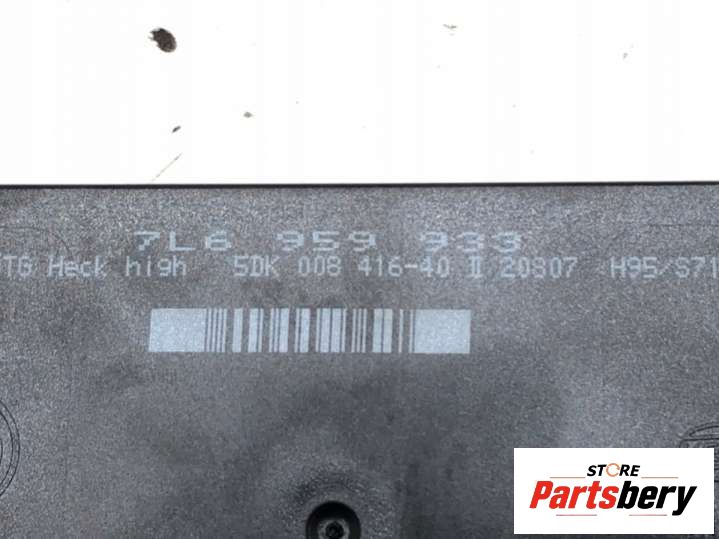 7L6 959 933
TG Heck high 5DK 008 416-40 II 20807 H95/S71
STORE
Partsbery